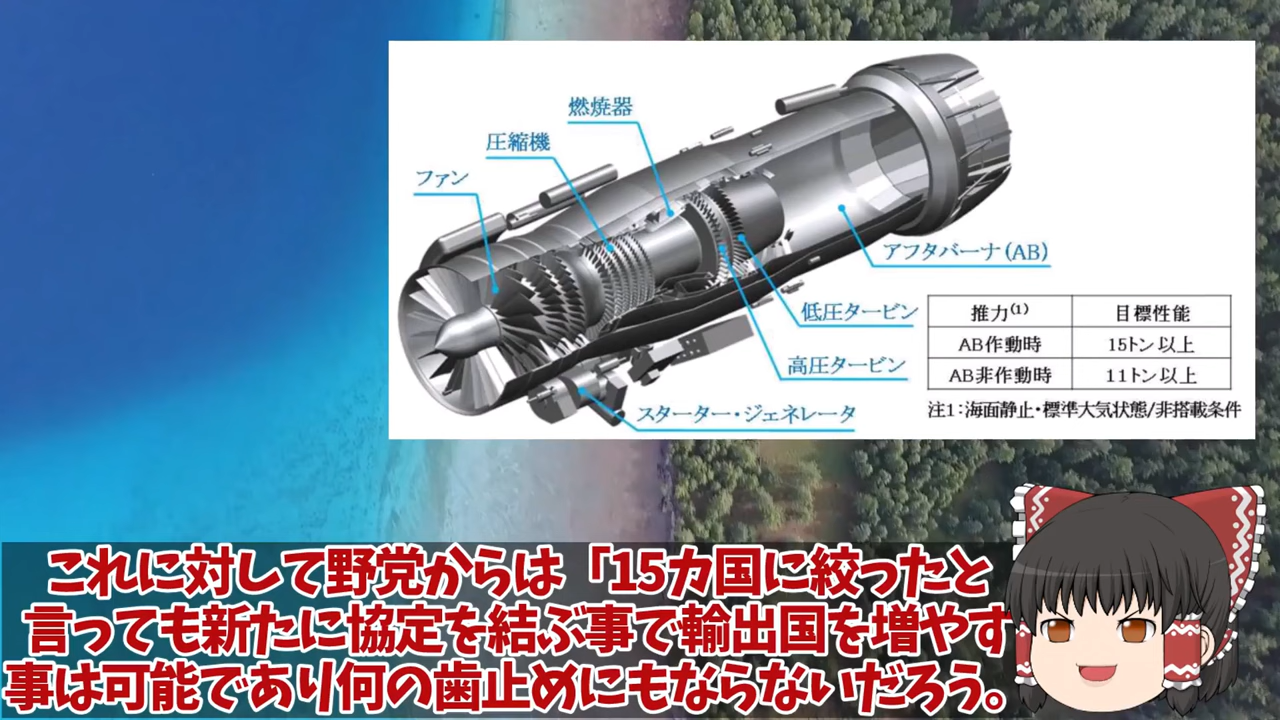 燃焼器
圧縮機
ファン
アフタバーナ(AB)
低圧タービン
高圧タービン
スターター・ジェネレータ
推力(1) 目標性能
AB作動時 15トン以上
AB非作動時 11トン以上
注1:海面静止・標準大気状態/非搭載条件
これに対して野党からは「15カ国に絞ったと
言っても新たに協定を結ぶ事で輸出国を増やす
事は可能であり何の歯止めにもならないだろう。